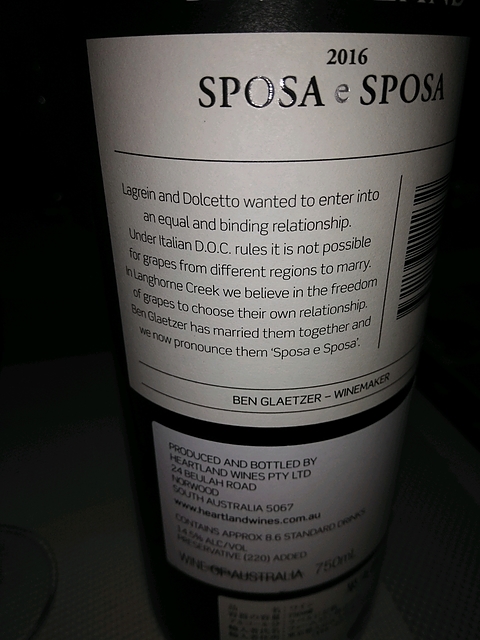 2016
SPOSA e SPOSA
Lagrein and Dolcetto wanted to enter into
an equal and binding relationship.
Under Italian D.O.C. rules it is not possible
for grapes from different regions to marry.
In Langhorne Creek we believe in the freedom
of grapes to choose their own relationship.
Ben Glaetzer has married them together and
we now pronounce them ‘Sposa e Sposa’.
BEN GLAETZER – WINEMAKER
PRODUCED AND BOTTLED BY
HEARTLAND WINES PTY LTD
24 BEULAH ROAD
NORWOOD
SOUTH AUSTRALIA 5067
www.heartlandwines.com.au
CONTAINS APPROX 8.6 STANDARD DRINKS
14.5% ALC/VOL
PRESERVATIVE (220) ADDED
WINE OF AUSTRALIA 750ml